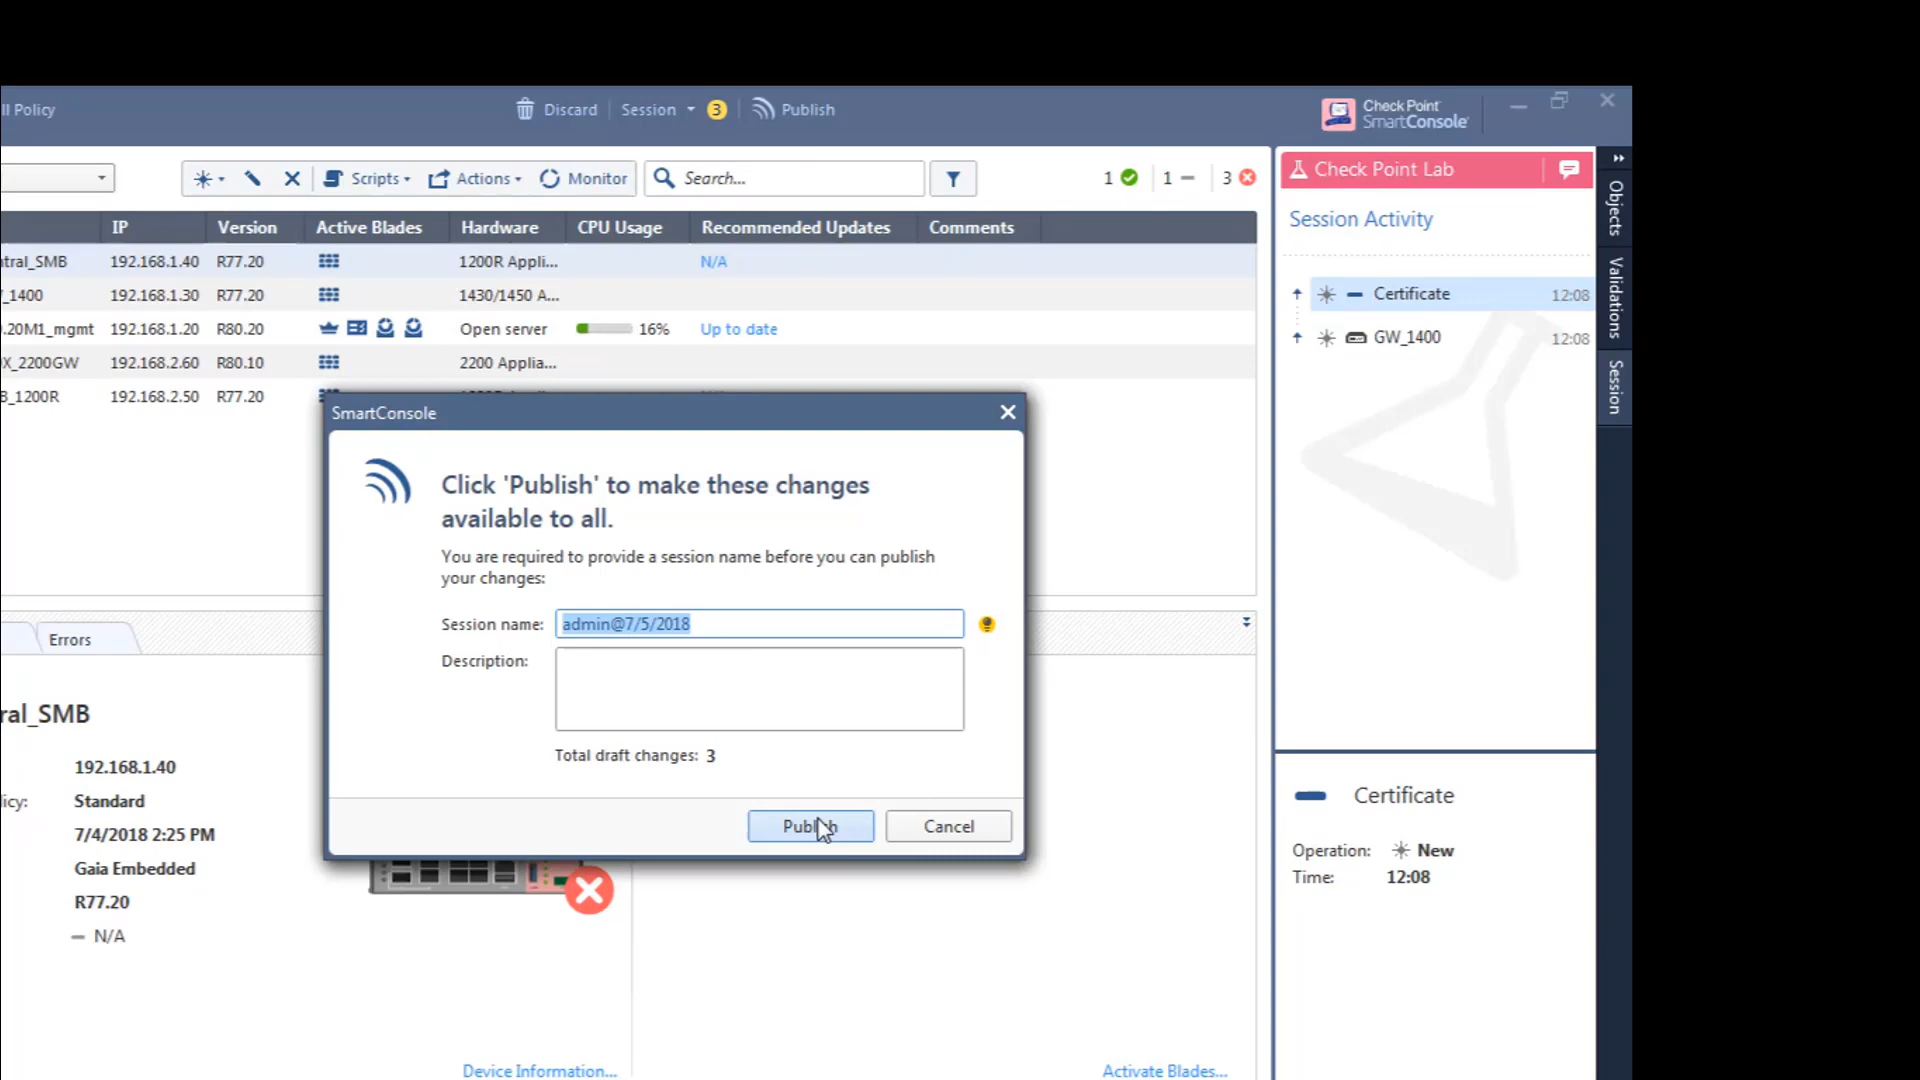 ll Policy
Discard
Session
3
Publish
Check Point
SmartConsole
Scripts
Actions
Monitor
Search...
1
1
3
Check Point Lab
Objects
Validations
Session
IP Version Active Blades Hardware CPU Usage Recommended Updates Comments
ntral_SMB 192.168.1.40 R77.20 1200R Appli... N/A
_1400 192.168.1.30 R77.20 1430/1450 A...
.20M1_mgmt 192.168.1.20 R80.20 Open server 16% Up to date
X_2200GW 192.168.2.60 R80.10 2200 Applia...
B_1200R 192.168.2.50 R77.20
Session Activity
Certificate 12:08
GW_1400 12:08
SmartConsole
Click 'Publish' to make these changes
available to all.
You are required to provide a session name before you can publish
your changes:
Session name: admin@7/5/2018
Description:
Total draft changes: 3
Publish
Cancel
Errors
ral_SMB
192.168.1.40
icy: Standard
7/4/2018 2:25 PM
Gaia Embedded
R77.20
N/A
Device Information...
Activate Blades...
Certificate
Operation: New
Time: 12:08